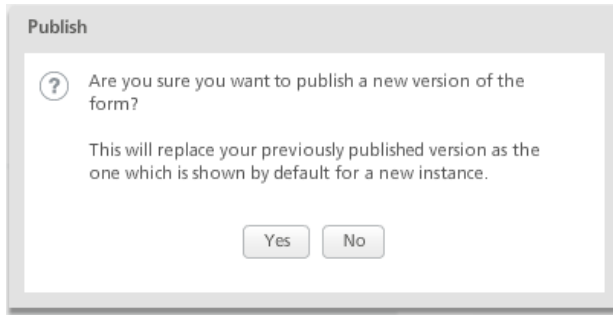 Publish
Are you sure you want to publish a new version of the
form?
This will replace your previously published version as the
one which is shown by default for a new instance.
Yes No